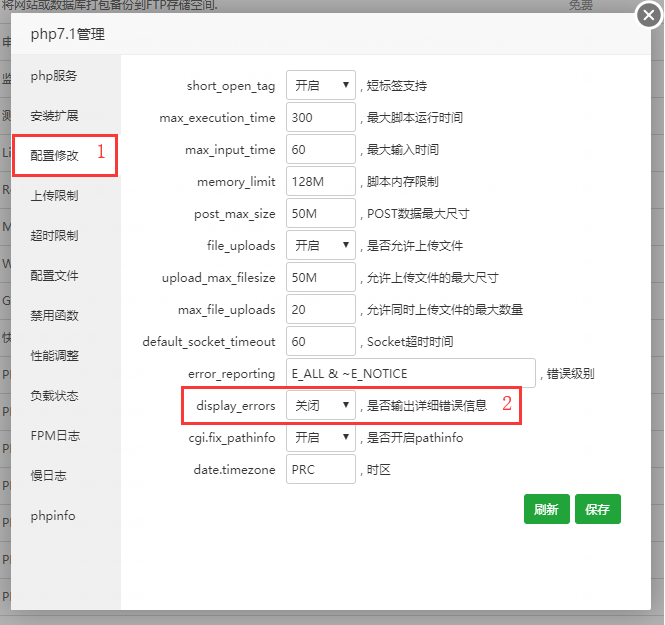 将网站或数据库打包备份到FTP存储空间. 免费
php7.1管理
php服务
安装扩展
配置修改 1
上传限制
超时限制
配置文件
禁用函数
性能调整
负载状态
FPM日志
慢日志
phpinfo
short_open_tag 开启 , 短标签支持
max_execution_time 300 , 最大脚本运行时间
max_input_time 60 , 最大输入时间
memory_limit 128M , 脚本内存限制
post_max_size 50M , POST数据最大尺寸
file_uploads 开启 , 是否允许上传文件
upload_max_filesize 50M , 允许上传文件的最大尺寸
max_file_uploads 20 , 允许同时上传文件的最大数量
default_socket_timeout 60 , Socket超时时间
error_reporting E_ALL & ~E_NOTICE , 错误级别
display_errors 关闭 , 是否输出详细错误信息 2
cgi.fix_pathinfo 开启 , 是否开启pathinfo
date.timezone PRC , 时区
刷新 保存